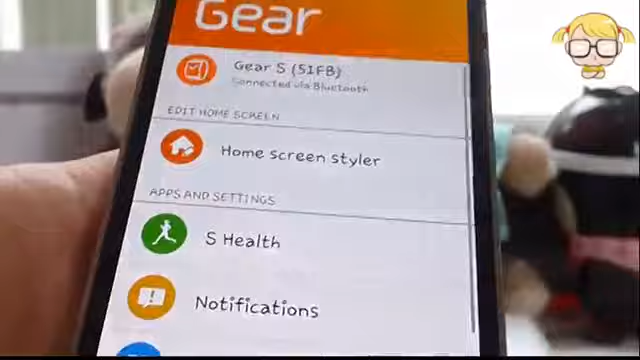 Gear
Gear S (51FB)
Connected via Bluetooth
EDIT HOME SCREEN
Home screen styler
APPS AND SETTINGS
S Health
Notifications